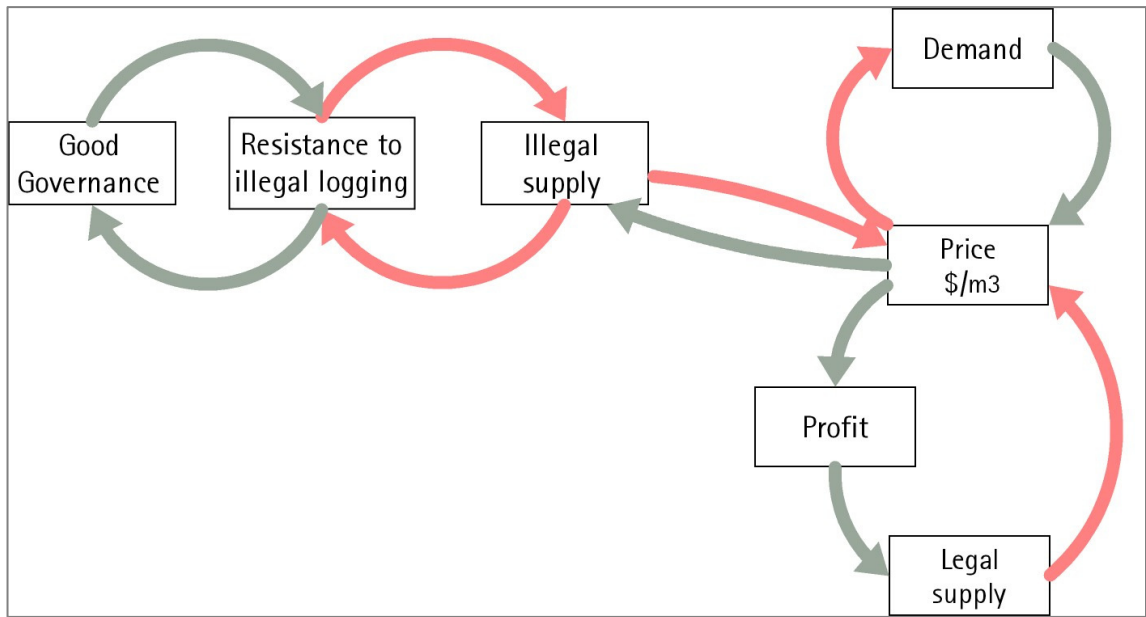 Demand
Good
Governance
Resistance to
illegal logging
Illegal
supply
Price
$/m3
Profit
Legal
supply